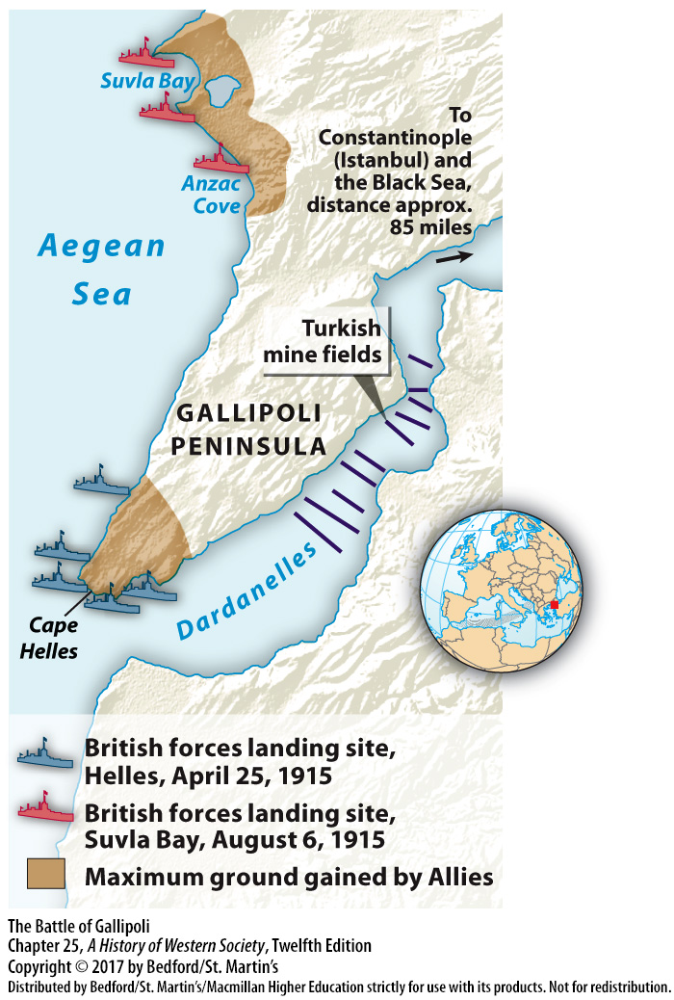 Suvla Bay
To
Constantinople
(Istanbul) and
the Black Sea,
distance approx.
85 miles
Anzac
Cove
Aegean
Sea
Turkish
mine fields
GALLIPOLI
PENINSULA
Dardanelles
Cape
Helles
British forces landing site,
Helles, April 25, 1915
British forces landing site,
Suvla Bay, August 6, 1915
Maximum ground gained by Allies
The Battle of Gallipoli
Chapter 25, A History of Western Society, Twelfth Edition
Copyright © 2017 by Bedford/St. Martin’s
Distributed by Bedford/St. Martin’s/Macmillan Higher Education strictly for use with its products. Not for redistribution.